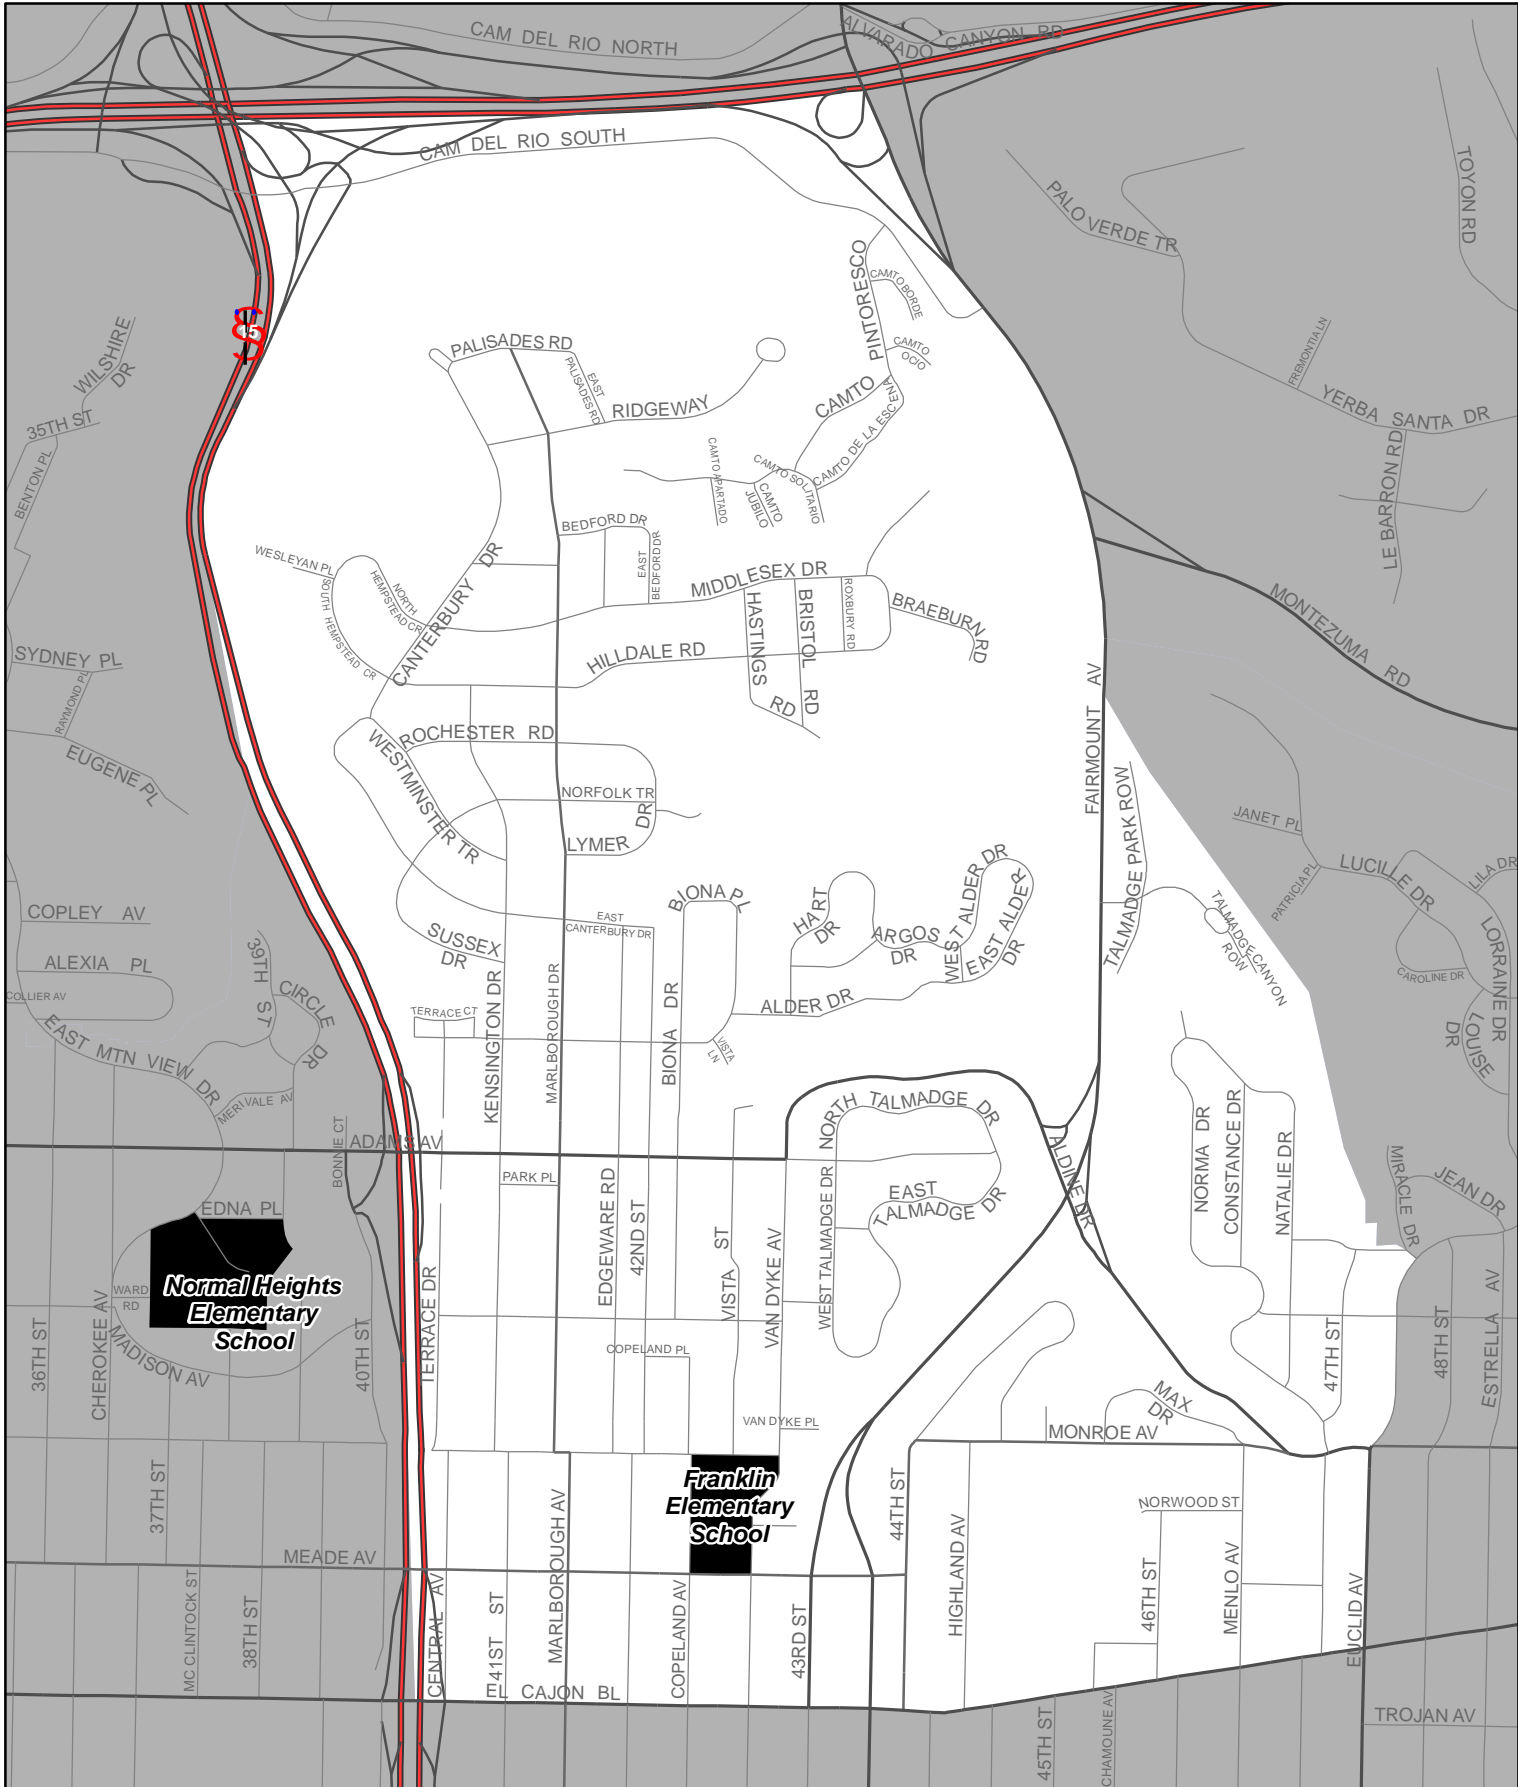 CAM DEL RIO NORTH
ALVARADO CANYON RD
CAM DEL RIO SOUTH
PALO VERDE TR
TOYON RD
PINTORESCO
CAMTO BORDE
CAMTO
OCIO
15
WILSHIRE
DR
PALISADES RD
EAST
PALISADES RD
RIDGEWAY
CAMTO
CAMTO DE LA ESCENA
FREMONTIA LN
YERBA SANTA DR
LE BARRON RD
35TH ST
BENTON PL
CAMTO APARTADO
CAMTO
JUBILO
CAMTO SOLITARIO
BEDFORD DR
EAST
BEDFORD DR
WESLEYAN PL
NORTH
HEMPSTEAD CR
SOUTH HEMPSTEAD CR
CANTERBURY DR
MIDDLESEX DR
HASTINGS
RD
BRISTOL RD
ROXBURY RD
BRAEBURN
RD
MONTEZUMA RD
HILLDALE RD
SYDNEY PL
RAYMOND PL
EUGENE PL
FAIRMOUNT AV
ROCHESTER RD
WESTMINSTER TR
NORFOLK TR
LYMER
DR
TALMADGE PARK ROW
JANET PL
PATRICIA PL
LUCILLE DR
LILA DR
LORRAINE DR
CAROLINE DR
LOUISE
DR
TALMADGE CANYON
ROW
COPLEY AV
ALEXIA PL
COLLIER AV
39TH ST
CIRCLE
DR
EAST MTN VIEW DR
MERIVALE AV
BONNIE CT
SUSSEX
DR
EAST
CANTERBURY DR
BIONA PL
BIONA DR
HART
DR
ARGOS
DR
WEST ALDER DR
EAST ALDER
DR
ALDER DR
TERRACE CT
KENSINGTON DR
MARLBOROUGH DR
VISTA
LN
ADAMS AV
NORTH TALMADGE DR
ALDINE DR
NORMA DR
CONSTANCE DR
NATALIE DR
MIRACLE DR
JEAN DR
PARK PL
EDGEWARE RD
42ND ST
VISTA ST
VAN DYKE AV
WEST TALMADGE DR
EAST
TALMADGE DR
EDNA PL
Normal Heights
Elementary
School
WARD
RD
36TH ST
CHEROKEE AV
MADISON AV
40TH ST
TERRACE DR
COPELAND PL
VAN DYKE PL
47TH ST
48TH ST
ESTRELLA AV
MAX
DR
MONROE AV
Franklin
Elementary
School
37TH ST
MEADE AV
MC CLINTOCK ST
38TH ST
CENTRAL AV
E 41ST ST
MARLBOROUGH AV
COPELAND AV
43RD ST
44TH ST
HIGHLAND AV
NORWOOD ST
46TH ST
MENLO AV
EUCLID AV
EL CAJON BL
45TH ST
CHAMOUNE AV
TROJAN AV